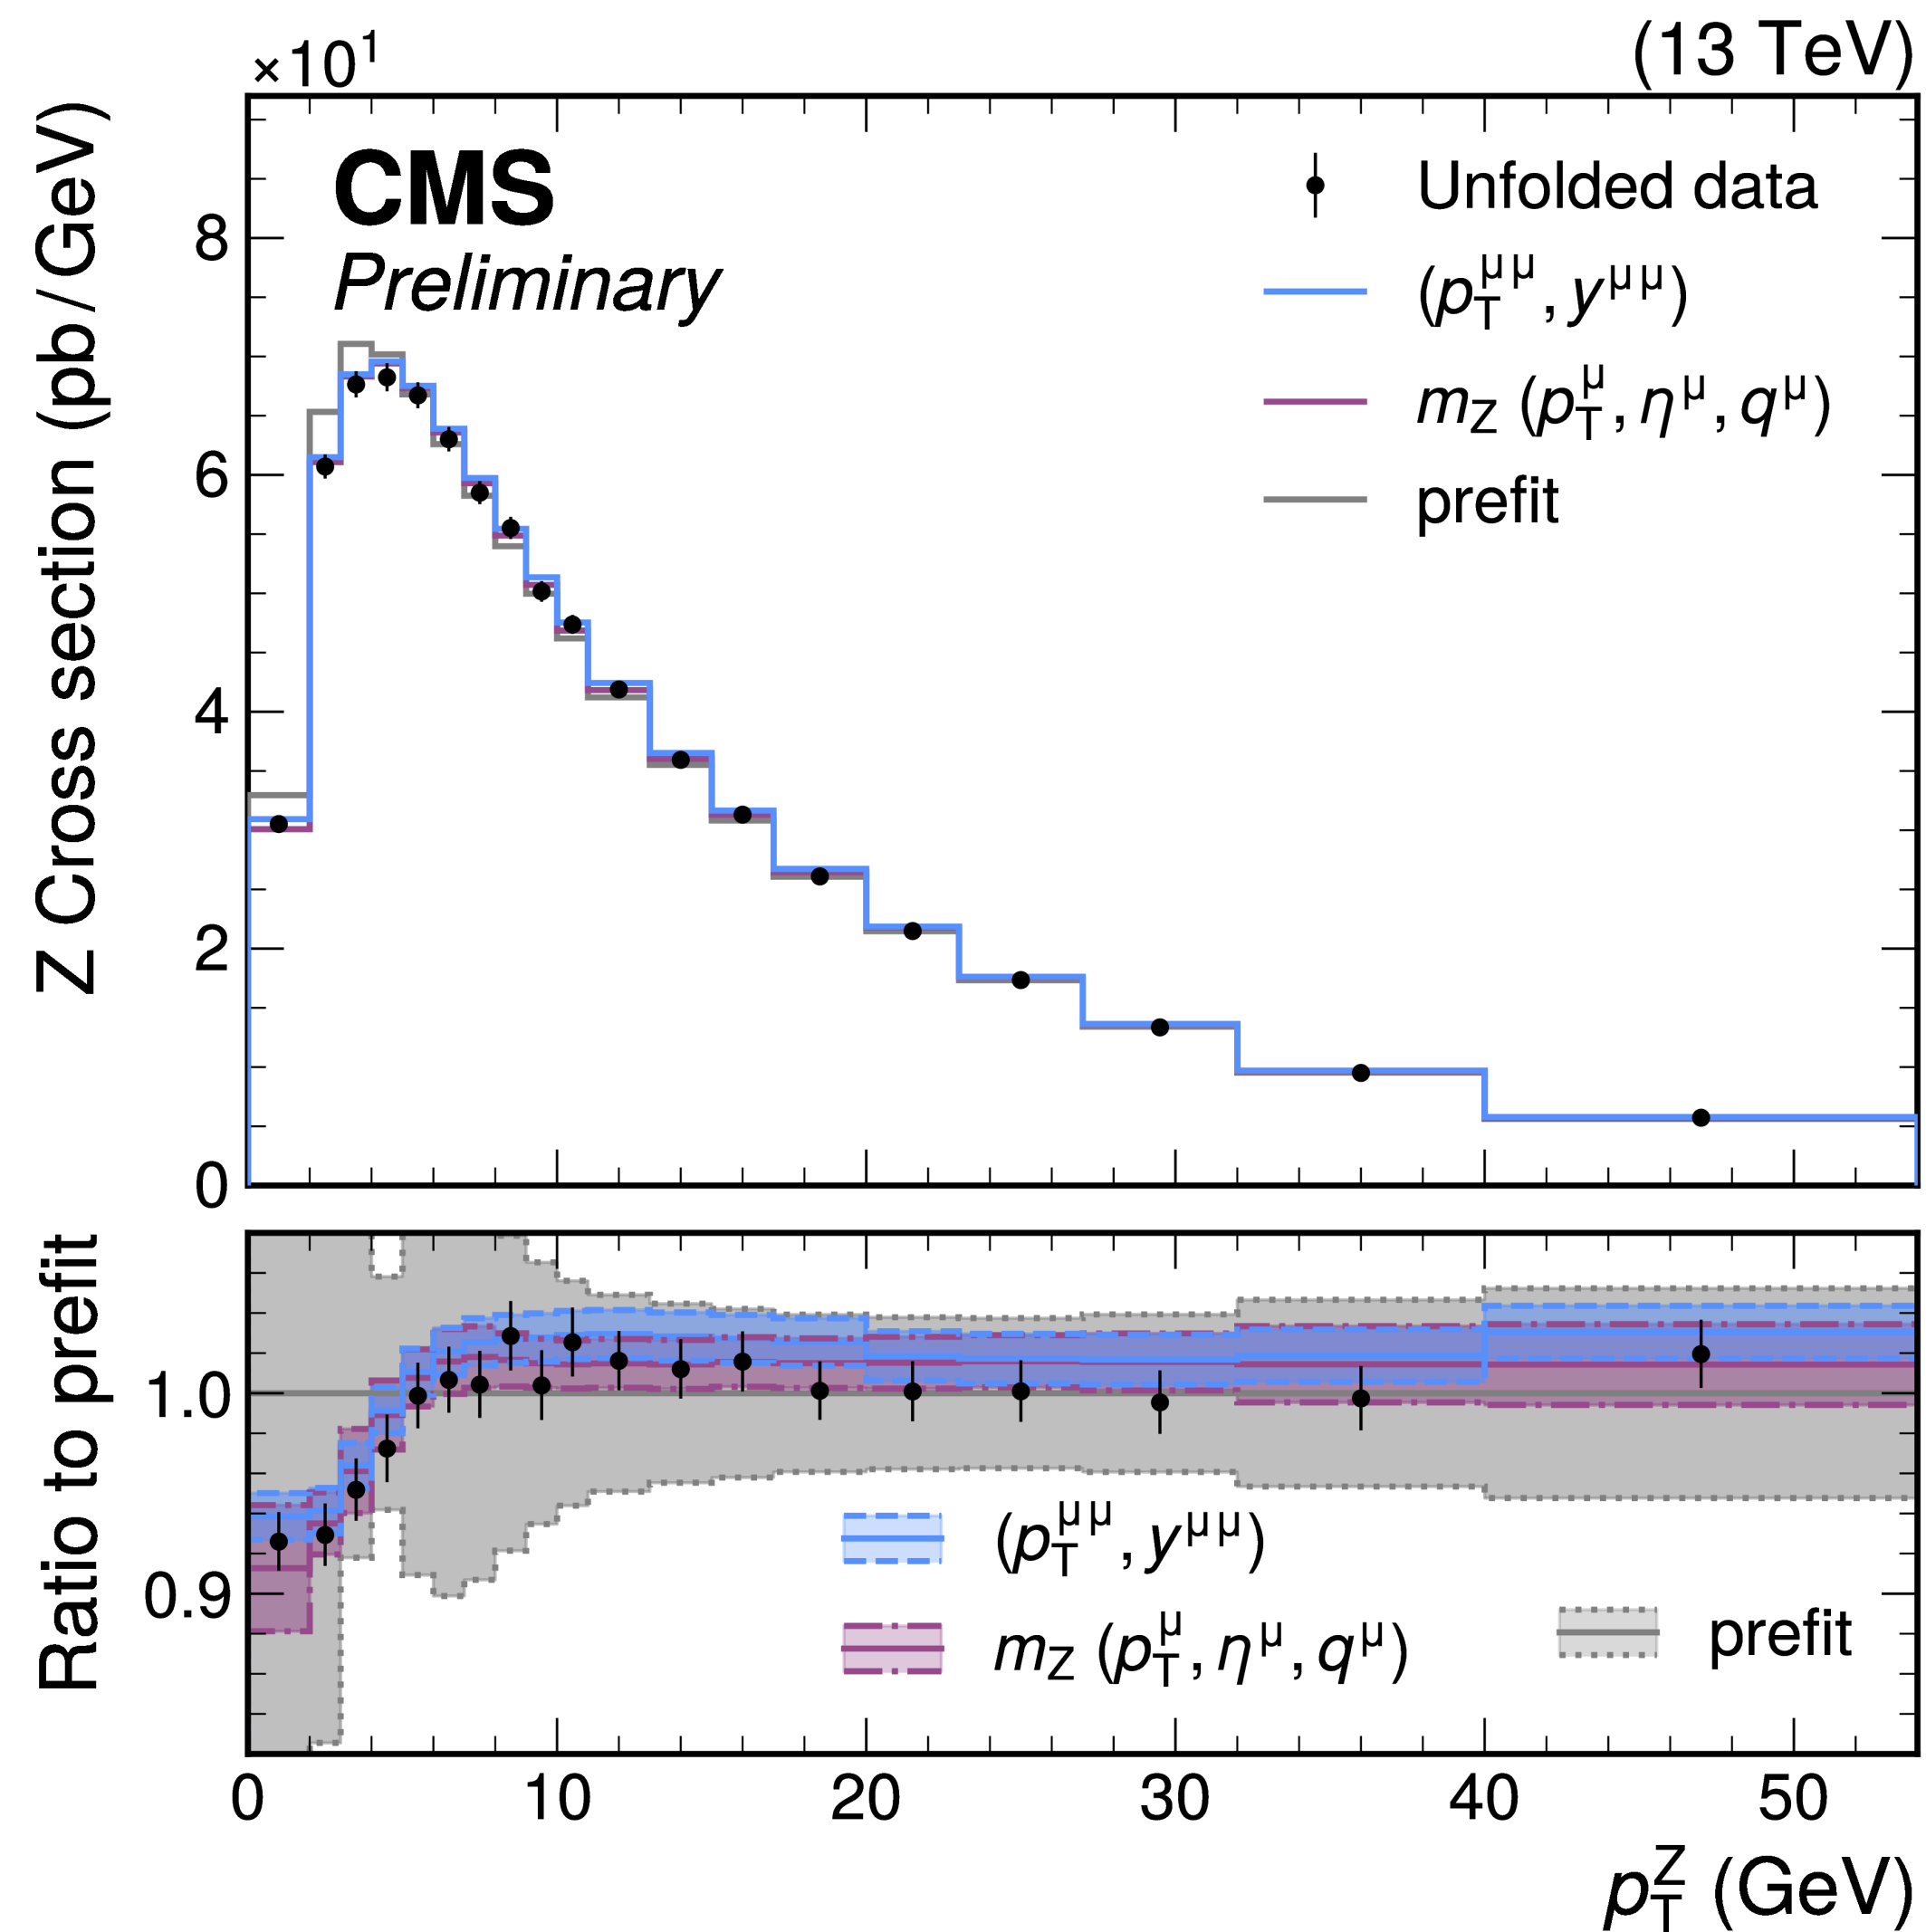 ×10¹ (13 TeV)
CMS
Preliminary
Unfolded data
(p_T^μμ, y^μμ)
m_Z (p_T^μ, η^μ, q^μ)
prefit
Z Cross section (pb/GeV)
8
6
4
2
0
Ratio to prefit
1.0
0.9
(p_T^μμ, y^μμ)
m_Z (p_T^μ, η^μ, q^μ) prefit
0 10 20 30 40 50
p_T^Z (GeV)